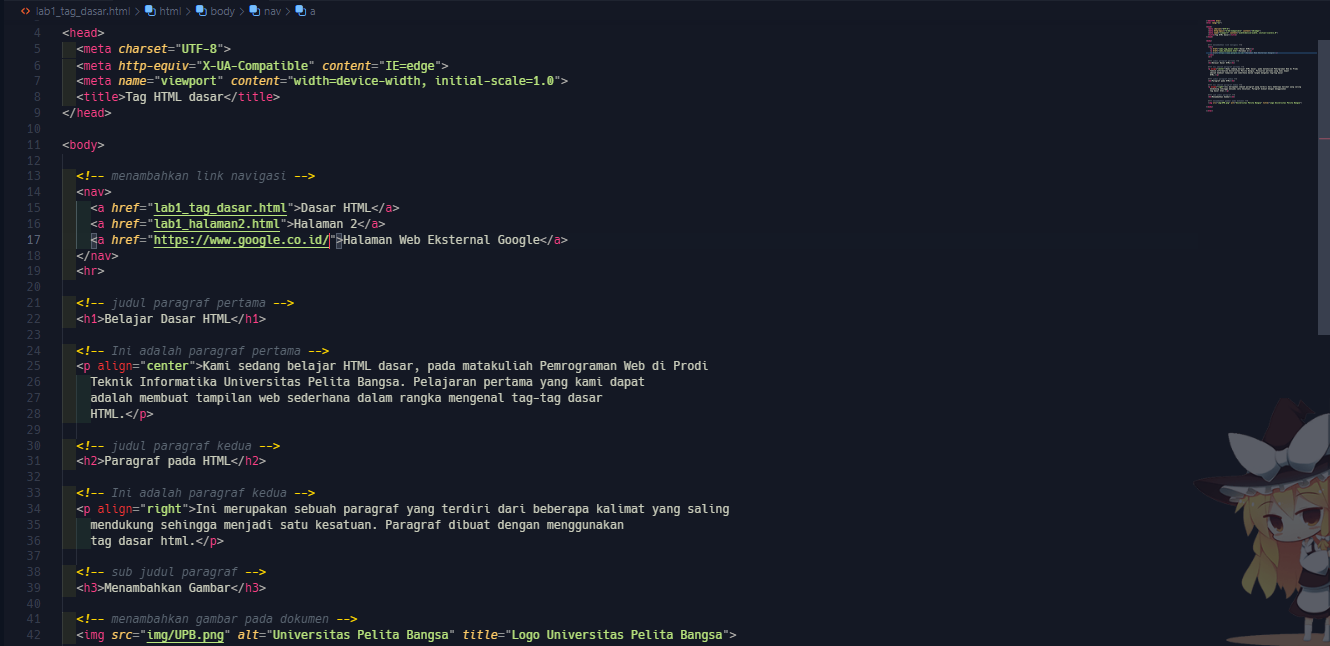 lab1_tag_dasar.html > html > body > nav > a
4 <head>
5 <meta charset="UTF-8">
6 <meta http-equiv="X-UA-Compatible" content="IE=edge">
7 <meta name="viewport" content="width=device-width, initial-scale=1.0">
8 <title>Tag HTML dasar</title>
9 </head>
10
11 <body>
12
13 <!-- menambahkan link navigasi -->
14 <nav>
15 <a href="lab1_tag_dasar.html">Dasar HTML</a>
16 <a href="lab1_halaman2.html">Halaman 2</a>
17 <a href="https://www.google.co.id/">Halaman Web Eksternal Google</a>
18 </nav>
19 <hr>
20
21 <!-- judul paragraf pertama -->
22 <h1>Belajar Dasar HTML</h1>
23
24 <!-- Ini adalah paragraf pertama -->
25 <p align="center">Kami sedang belajar HTML dasar, pada matakuliah Pemrograman Web di Prodi
26 Teknik Informatika Universitas Pelita Bangsa. Pelajaran pertama yang kami dapat
27 adalah membuat tampilan web sederhana dalam rangka mengenal tag-tag dasar
28 HTML.</p>
29
30 <!-- judul paragraf kedua -->
31 <h2>Paragraf pada HTML</h2>
32
33 <!-- Ini adalah paragraf kedua -->
34 <p align="right">Ini merupakan sebuah paragraf yang terdiri dari beberapa kalimat yang saling
35 mendukung sehingga menjadi satu kesatuan. Paragraf dibuat dengan menggunakan
36 tag dasar html.</p>
37
38 <!-- sub judul paragraf -->
39 <h3>Menambahkan Gambar</h3>
40
41 <!-- menambahkan gambar pada dokumen -->
42 <img src="img/UPB.png" alt="Universitas Pelita Bangsa" title="Logo Universitas Pelita Bangsa">